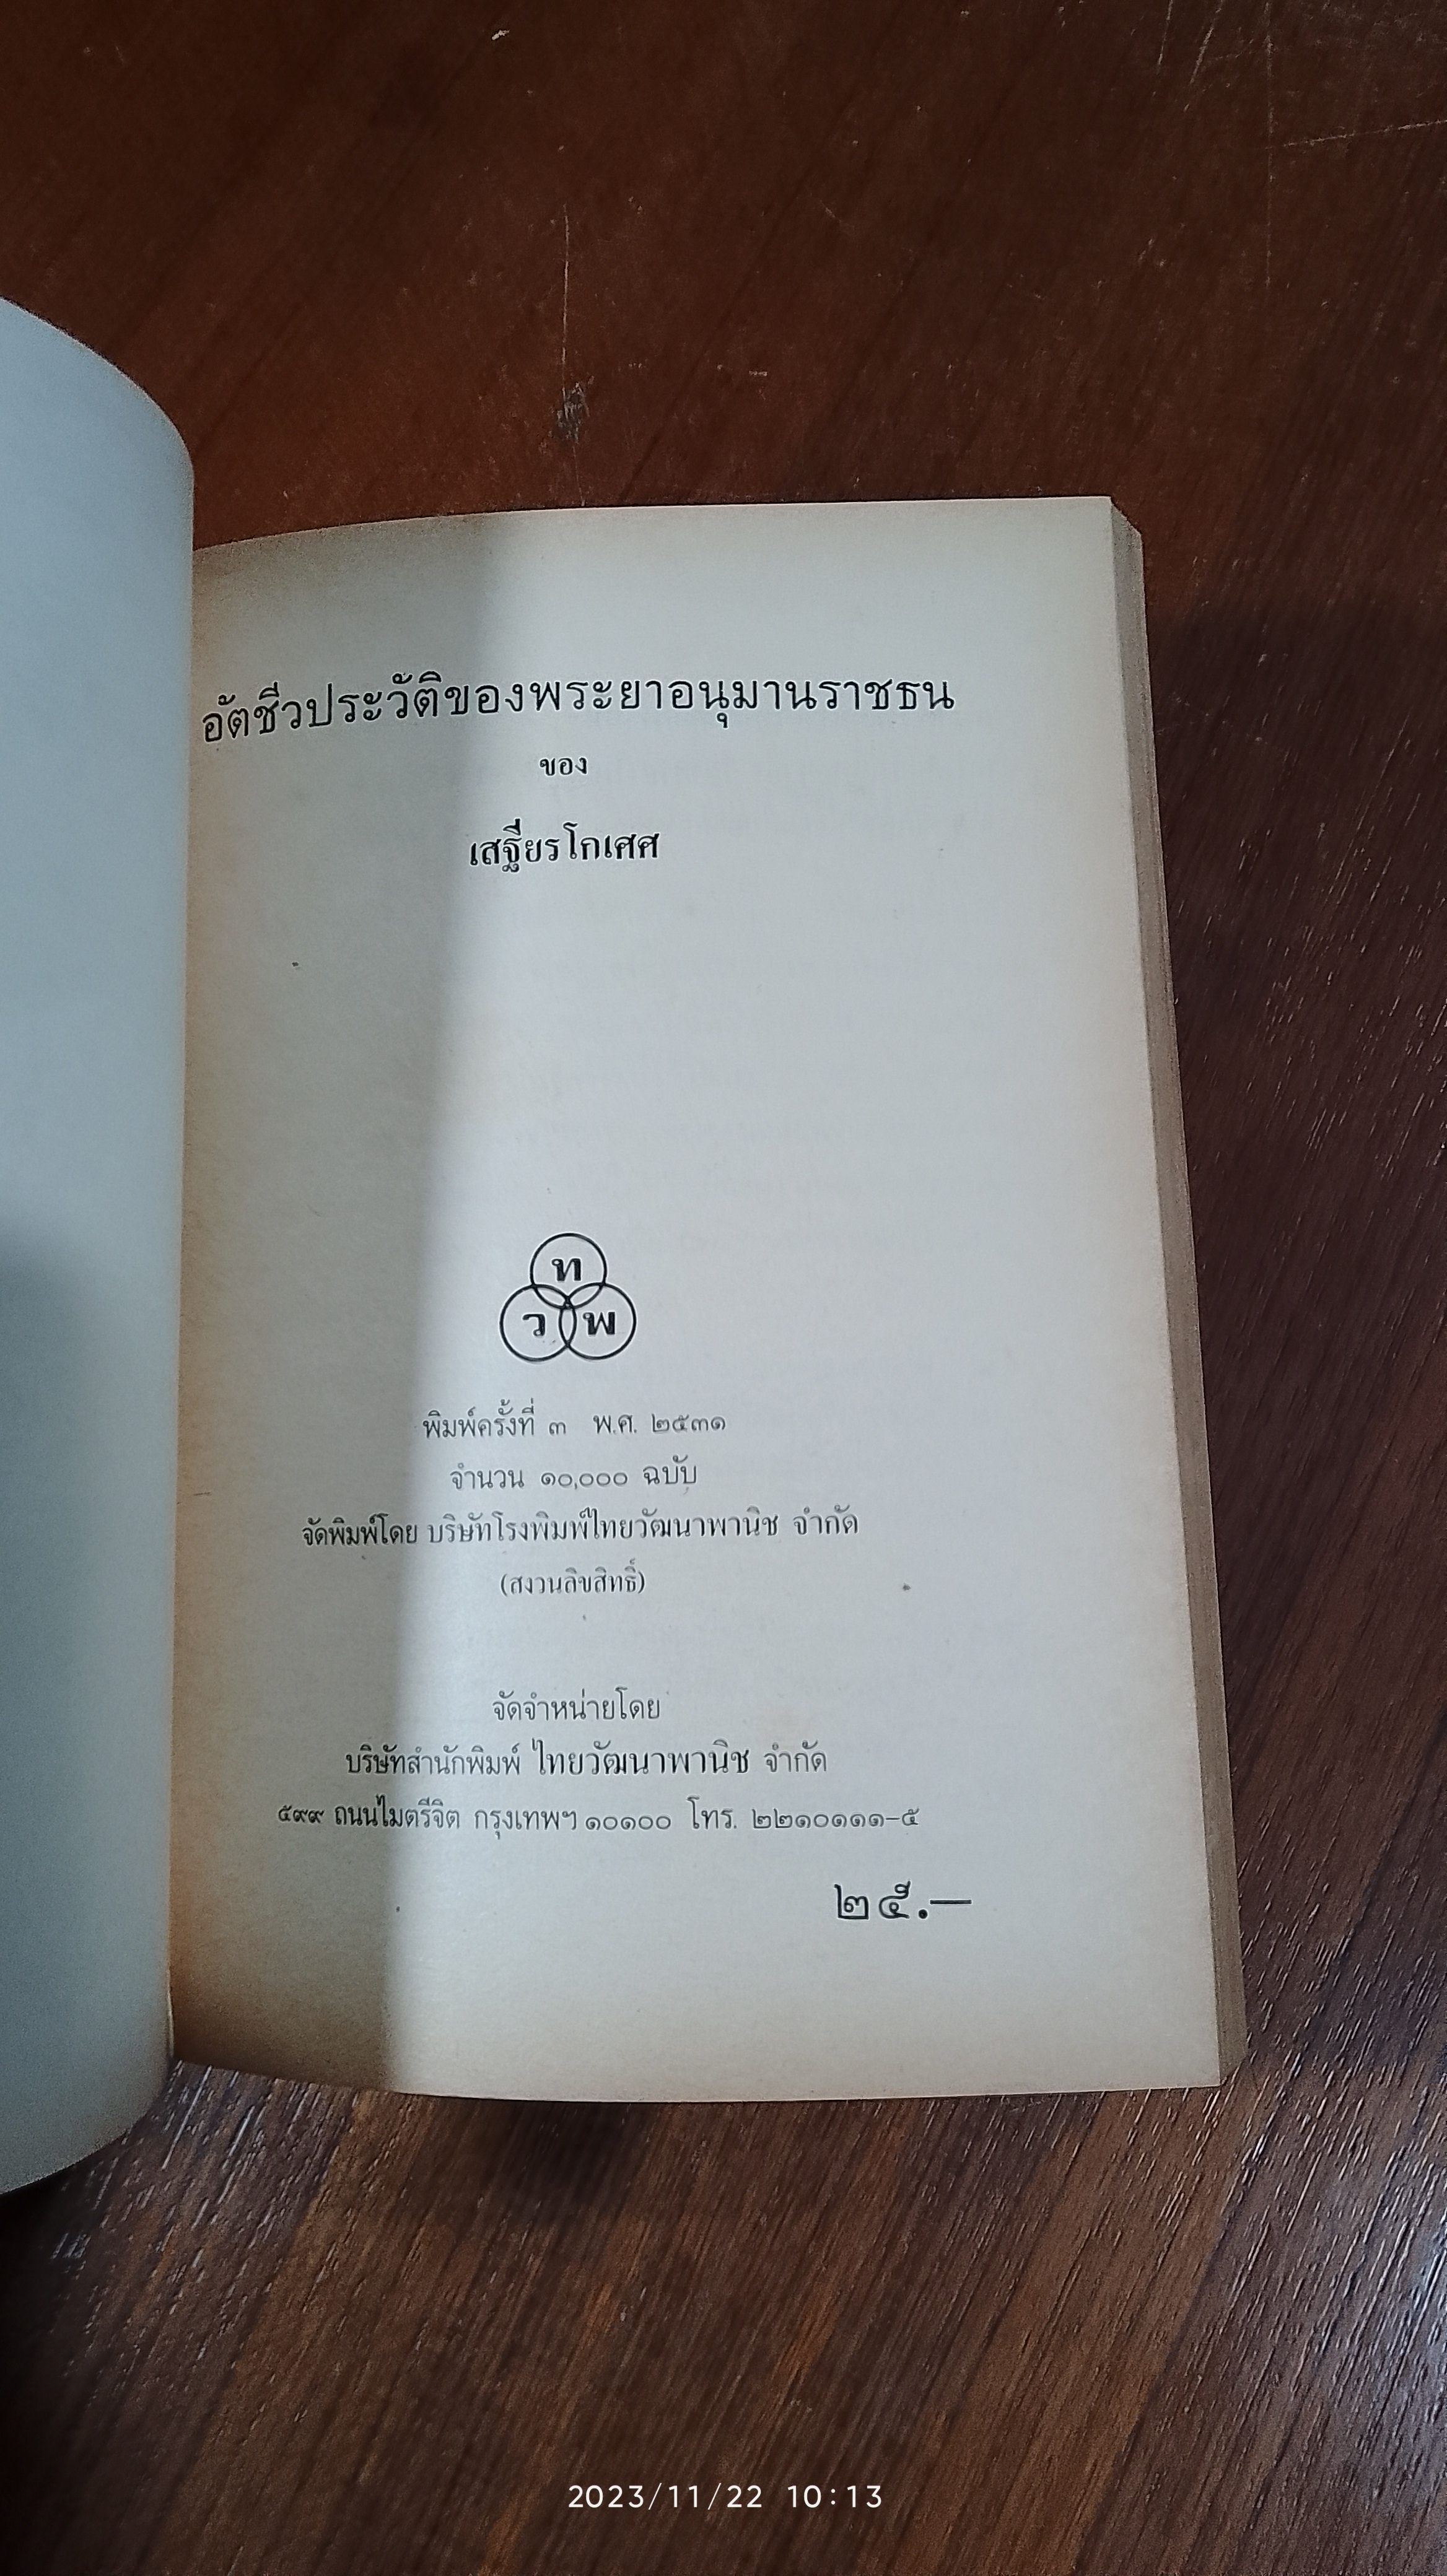 อัตชีวประวัติของพระยาอนุมานราชธน
ของ
เสฐียรโกเศศ
ท
ว พ
พิมพ์ครั้งที่ ๓ พ.ศ. ๒๕๓๑
จำนวน ๑๐,๐๐๐ ฉบับ
จัดพิมพ์โดย บริษัทโรงพิมพ์ไทยวัฒนาพานิช จำกัด
(สงวนลิขสิทธิ์)
จัดจำหน่ายโดย
บริษัทสำนักพิมพ์ ไทยวัฒนาพานิช จำกัด
๕๙๙ ถนนไมตรีจิต กรุงเทพฯ ๑๐๑๐๐ โทร. ๒๒๑๐๑๑๑-๕
๒๕.—
2023/11/22 10:13